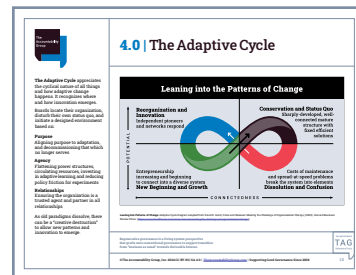 The
Accountability
Group
4.0 | The Adaptive Cycle
The Adaptive Cycle appreciates
the cyclical nature of all things
and how adaptive change
happens. It recognizes where
and how innovation emerges.
Boards locate their organization,
disturb their own status quo, and
initiate a designed environment
based on:
Purpose
Aligning purpose to adaptation,
and decommissioning that which
no longer serves
Agency
Flattening power structures,
circulating resources, investing
in adaptive learning, and reducing
policy friction for experiments
Relationships
Ensuring the organization is a
trusted agent and partner in all
relationships
As old paradigms dissolve, there
can be a "creative destruction"
to allow new patterns and
innovation to emerge
Leaning into the Patterns of Change
Reorganization and
Innovation
Independent pioneers
and networks respond
Conservation and Status Quo
Sharply developed, well-
connected mature
structure with
fixed efficient
solutions
POTENTIAL
Entrepreneurship
increasing and beginning
to connect into a diverse system
New Beginning and Growth
Costs of maintenance
and spread-at-speed problems
break the system into elements
Dissolution and Confusion
CONNECTEDNESS
TAG